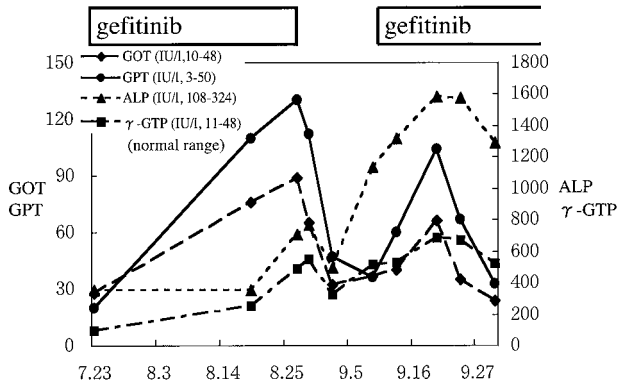 gefitinib gefitinib
150 1800
GOT (IU/l,10-48)
GPT (IU/l, 3-50)
ALP (IU/l, 108-324)
γ-GTP (IU/l, 11-48)
(normal range)
1600
120
1400
1200
90
GOT
GPT
1000
ALP
γ-GTP
800
60
600
30
400
200
0 0
7.23 8.3 8.14 8.25 9.5 9.16 9.27